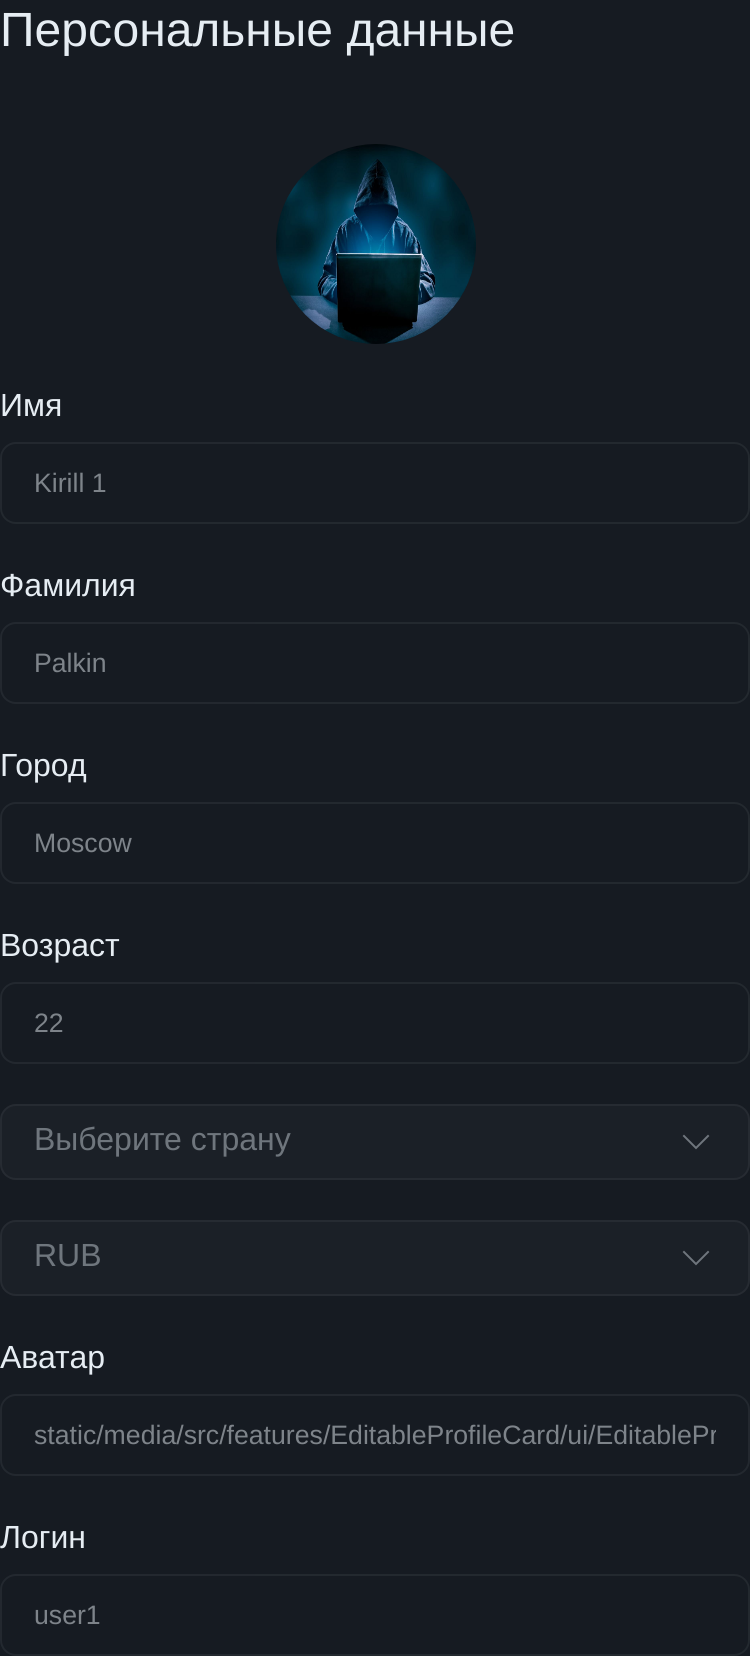 Персональные данные
Имя
Kirill 1
Фамилия
Palkin
Город
Moscow
Возраст
22
Выберите страну
RUB
Аватар
static/media/src/features/EditableProfileCard/ui/EditablePr
Логин
user1